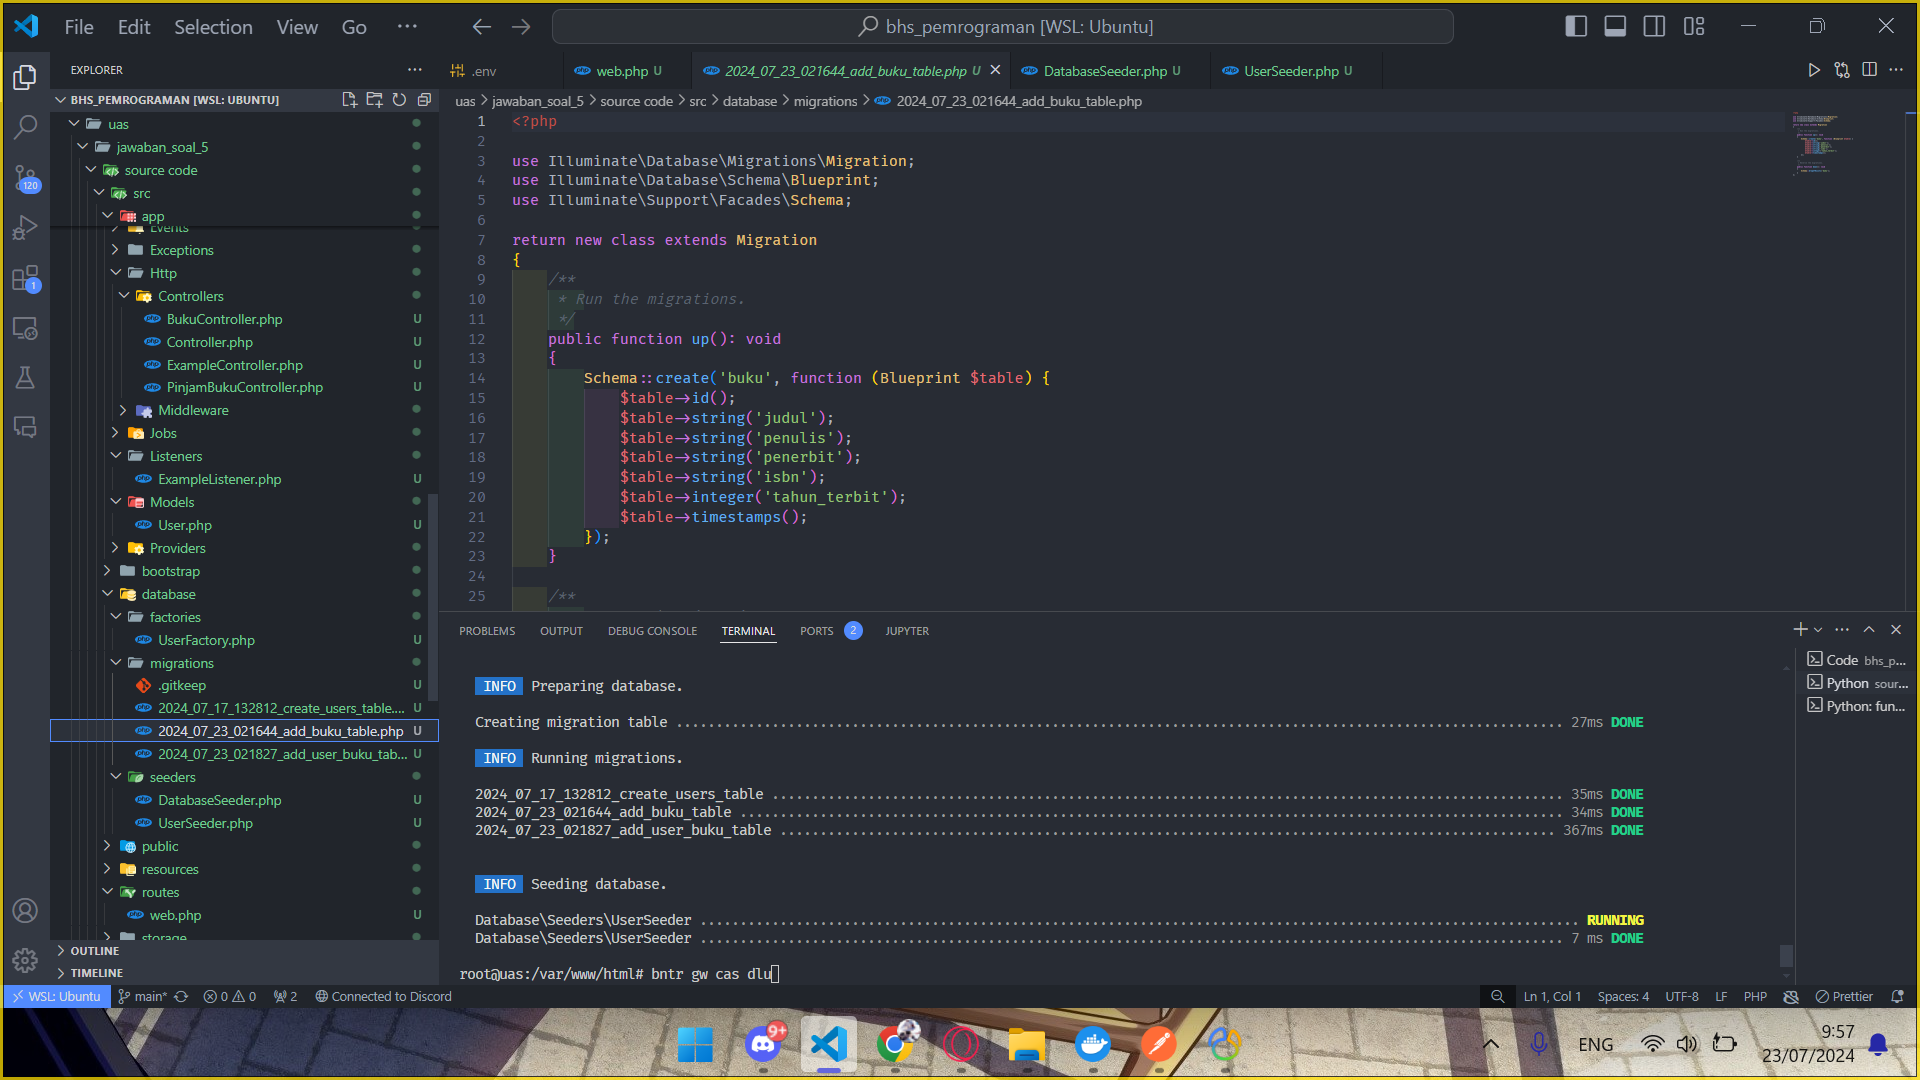 File Edit Selection View Go ··· bhs_pemrograman [WSL: Ubuntu]
EXPLORER
BHS_PEMROGRAMAN [WSL: UBUNTU]
uas
jawaban_soal_5
source code
src
app
Events
Exceptions
Http
Controllers
BukuController.php U
Controller.php U
ExampleController.php U
PinjamBukuController.php U
Middleware
Jobs
Listeners
ExampleListener.php U
Models
User.php U
Providers
bootstrap
database
factories
UserFactory.php U
migrations
.gitkeep U
2024_07_17_132812_create_users_table.... U
2024_07_23_021644_add_buku_table.php U
2024_07_23_021827_add_user_buku_tab... U
seeders
DatabaseSeeder.php U
UserSeeder.php U
public
resources
routes
web.php U
storage
OUTLINE
TIMELINE
120
1
.env web.php U 2024_07_23_021644_add_buku_table.php U DatabaseSeeder.php U UserSeeder.php U
uas > jawaban_soal_5 > source code > src > database > migrations > 2024_07_23_021644_add_buku_table.php
1 <?php
2
3 use Illuminate\Database\Migrations\Migration;
4 use Illuminate\Database\Schema\Blueprint;
5 use Illuminate\Support\Facades\Schema;
6
7 return new class extends Migration
8 {
9 /**
10 * Run the migrations.
11 */
12 public function up(): void
13 {
14 Schema::create('buku', function (Blueprint $table) {
15 $table->id();
16 $table->string('judul');
17 $table->string('penulis');
18 $table->string('penerbit');
19 $table->string('isbn');
20 $table->integer('tahun_terbit');
21 $table->timestamps();
22 });
23 }
24
25 /**
PROBLEMS OUTPUT DEBUG CONSOLE TERMINAL PORTS 2 JUPYTER
INFO Preparing database.
Creating migration table ........ 27ms DONE
INFO Running migrations.
2024_07_17_132812_create_users_table ........ 35ms DONE
2024_07_23_021644_add_buku_table ........ 34ms DONE
2024_07_23_021827_add_user_buku_table ........ 367ms DONE
INFO Seeding database.
Database\Seeders\UserSeeder ........ RUNNING
Database\Seeders\UserSeeder ........ 7 ms DONE
root@uas:/var/www/html# bntr gw cas dlu
Code bhs_p...
Python sour...
Python: fun...
WSL: Ubuntu main* 0 0 2 Connected to Discord Ln 1, Col 1 Spaces: 4 UTF-8 LF PHP Prettier
9+
ENG
9:57
23/07/2024